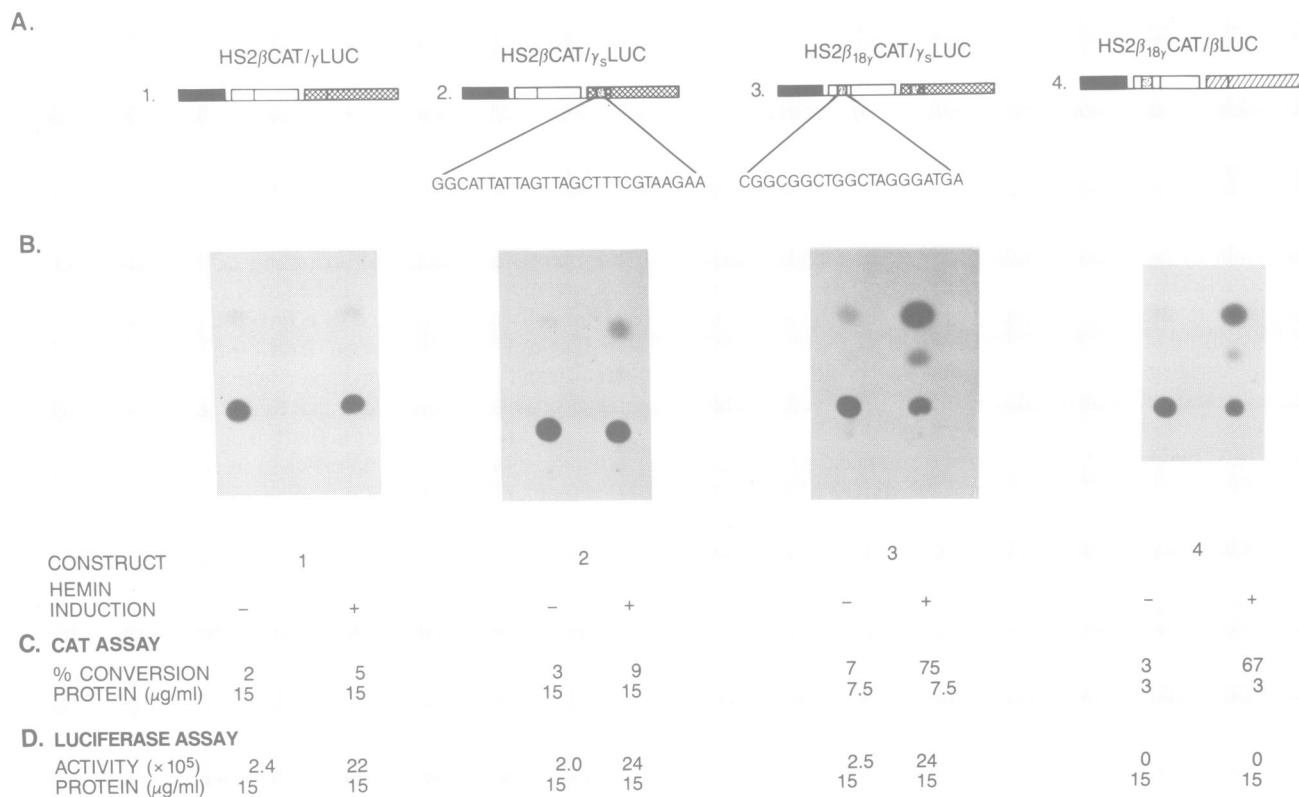 A.
HS2βCAT/γLUC
HS2βCAT/γsLUC
HS2β18γCAT/γsLUC
HS2β18γCAT/βLUC
1.
2.
3.
4.
GGCATTATTAGTTAGCTTTCGTAAGAA
CGGCGGCTGGCTAGGGATGA
B.
CONSTRUCT 1 2 3 4
HEMIN
INDUCTION – + – + – + – +
C. CAT ASSAY
% CONVERSION 2 5 3 9 7 75 3 67
PROTEIN (μg/ml) 15 15 15 15 7.5 7.5 3 3
D. LUCIFERASE ASSAY
ACTIVITY (×10⁵) 2.4 22 2.0 24 2.5 24 0 0
PROTEIN (μg/ml) 15 15 15 15 15 15 15 15